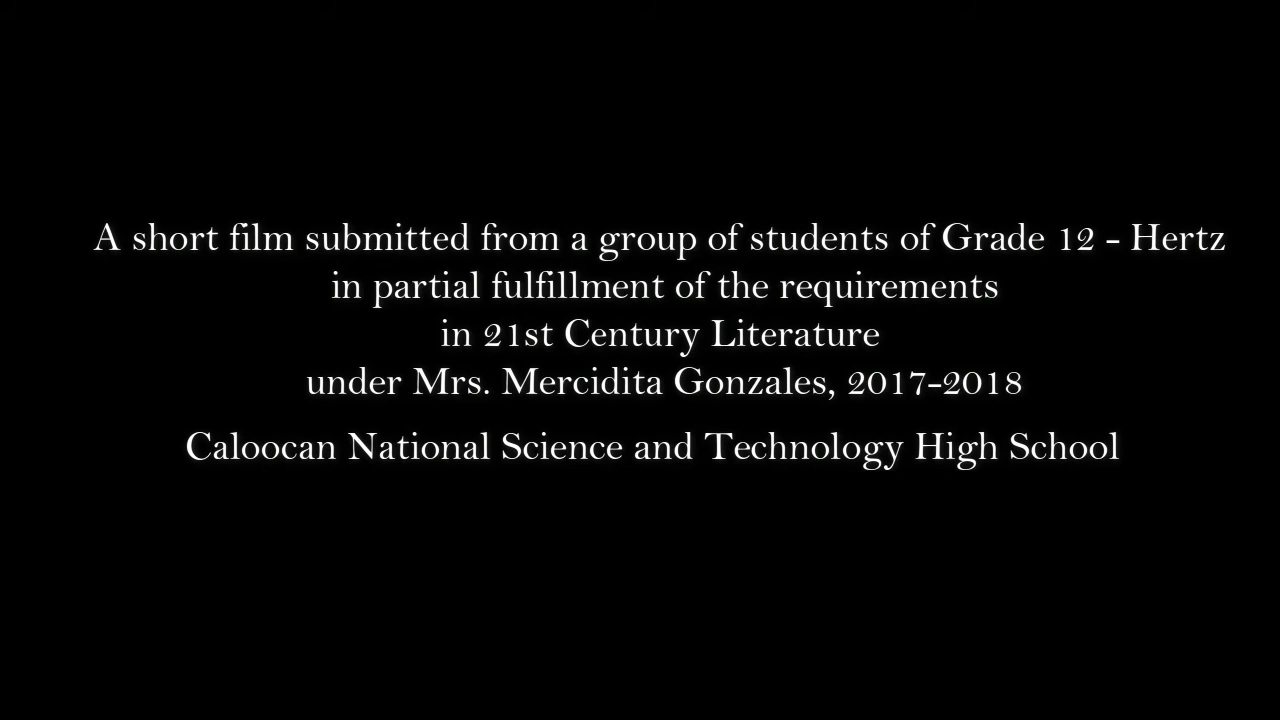 A short film submitted from a group of students of Grade 12 - Hertz
in partial fulfillment of the requirements
in 21st Century Literature
under Mrs. Mercidita Gonzales, 2017-2018
Caloocan National Science and Technology High School